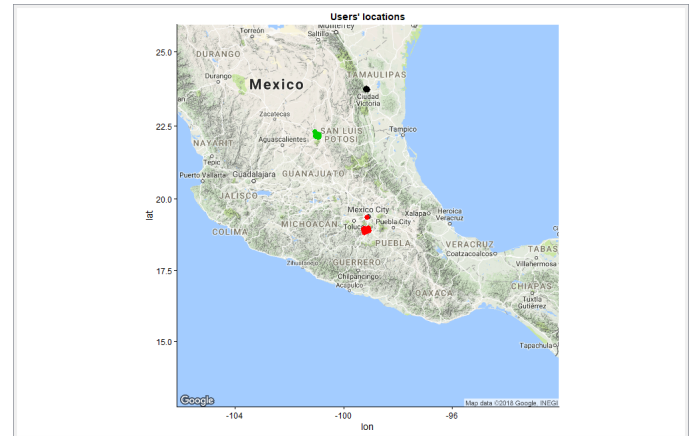 Users' locations
Torreón
Saltillo
Monterrey
DURANGO
TAMAULIPAS
Durango
Mexico
Ciudad
Victoria
Zacatecas
SAN LUIS
POTOSI
Tampico
Aguascalientes
NAYARIT
Tepic
Puerto Vallarta
Guadalajara
GUANAJUATO
JALISCO
Mexico City
Xalapa
Heroica
Veracruz
COLIMA
MICHOACAN
Toluca
Puebla City
PUEBLA
VERACRUZ
Coatzacoalcos
TABAS
Villahermosa
Zihuatanejo
GUERRERO
Chilpancingo
Acapulco
OAXACA
CHIAPAS
Tuxtla
Gutiérrez
Tapachula
Google
Map data ©2018 Google, INEGI
25.0
22.5
20.0
17.5
15.0
lat
-104
-100
-96
lon